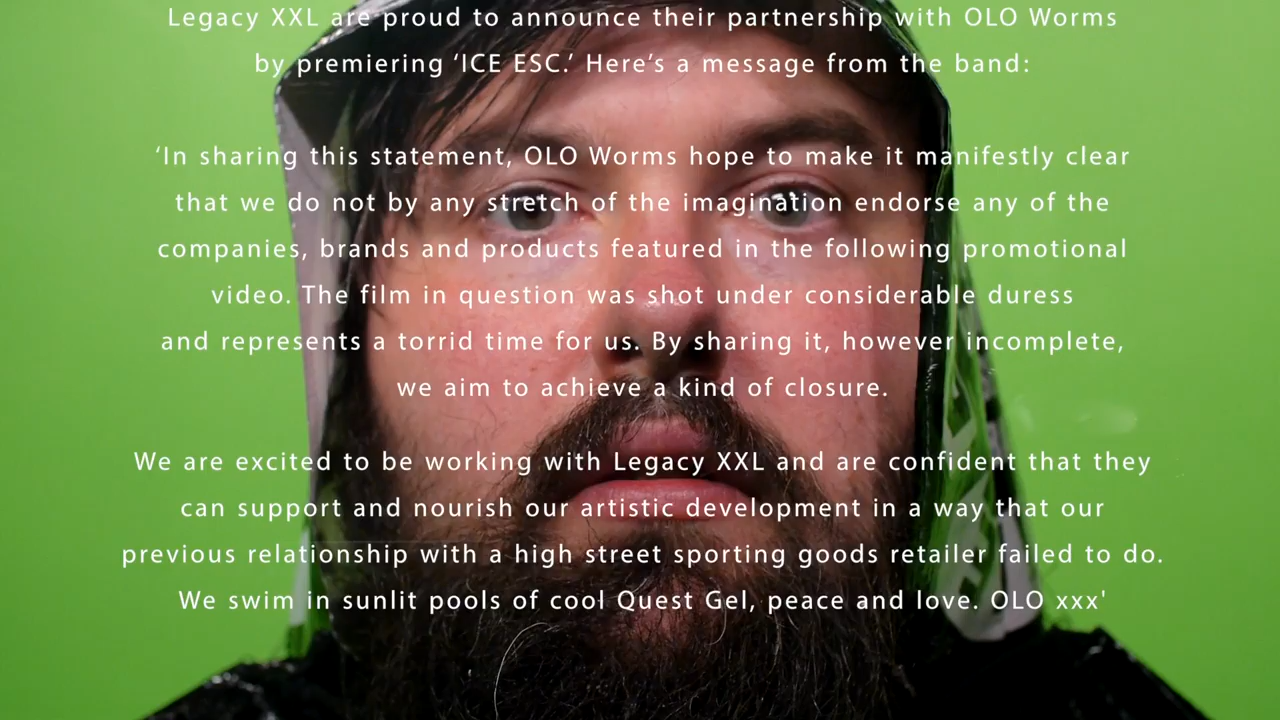 Legacy XXL are proud to announce their partnership with OLO Worms
by premiering ‘ICE ESC.’ Here’s a message from the band:
‘In sharing this statement, OLO Worms hope to make it manifestly clear
that we do not by any stretch of the imagination endorse any of the
companies, brands and products featured in the following promotional
video. The film in question was shot under considerable duress
and represents a torrid time for us. By sharing it, however incomplete,
we aim to achieve a kind of closure.
We are excited to be working with Legacy XXL and are confident that they
can support and nourish our artistic development in a way that our
previous relationship with a high street sporting goods retailer failed to do.
We swim in sunlit pools of cool Quest Gel, peace and love. OLO xxx'